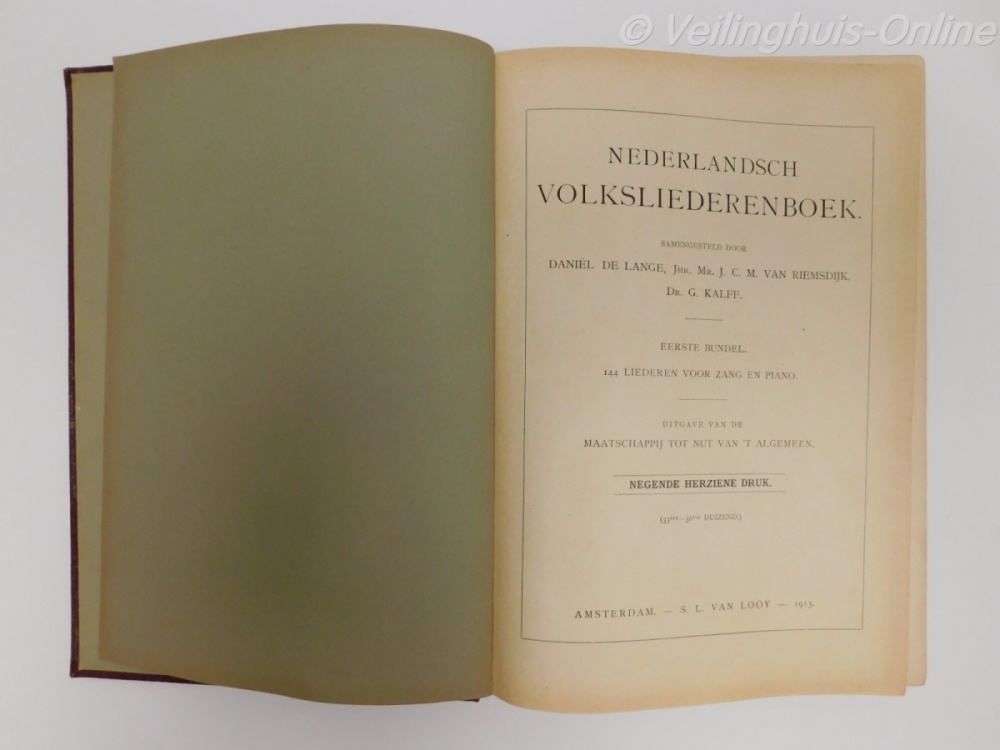 © Veilinghuis-Online
NEDERLANDSCH
VOLKSLIEDERENBOEK.
SAMENGESTELD DOOR
DANIËL DE LANGE, JHR. MR. J. C. M. VAN RIEMSDIJK.
DR. G. KALFF.
EERSTE BUNDEL.
144 LIEDEREN VOOR ZANG EN PIANO.
UITGAVE VAN DE
MAATSCHAPPIJ TOT NUT VAN 'T ALGEMEEN.
NEGENDE HERZIENE DRUK.
DUIZEND.)
AMSTERDAM. — S. L. VAN LOOY — 1913.